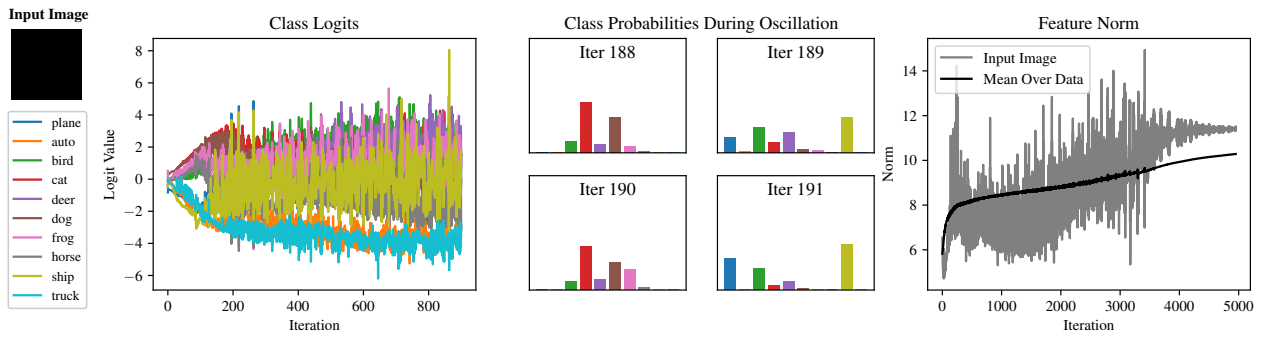 Input Image
plane
auto
bird
cat
deer
dog
frog
horse
ship
truck
Class Logits
Logit Value
8
6
4
2
0
−2
−4
−6
0
200
400
600
800
Iteration
Class Probabilities During Oscillation
Iter 188
Iter 189
Iter 190
Iter 191
Feature Norm
Norm
14
12
10
8
6
Input Image
Mean Over Data
0
1000
2000
3000
4000
5000
Iteration